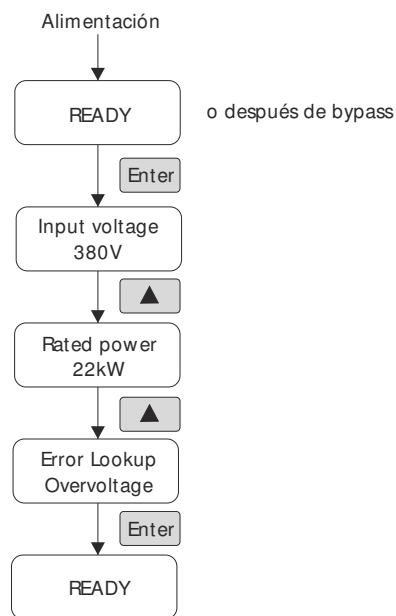 Alimentación
READY
o después de bypass
Enter
Input voltage
380V
Rated power
22kW
Error Lookup
Overvoltage
Enter
READY